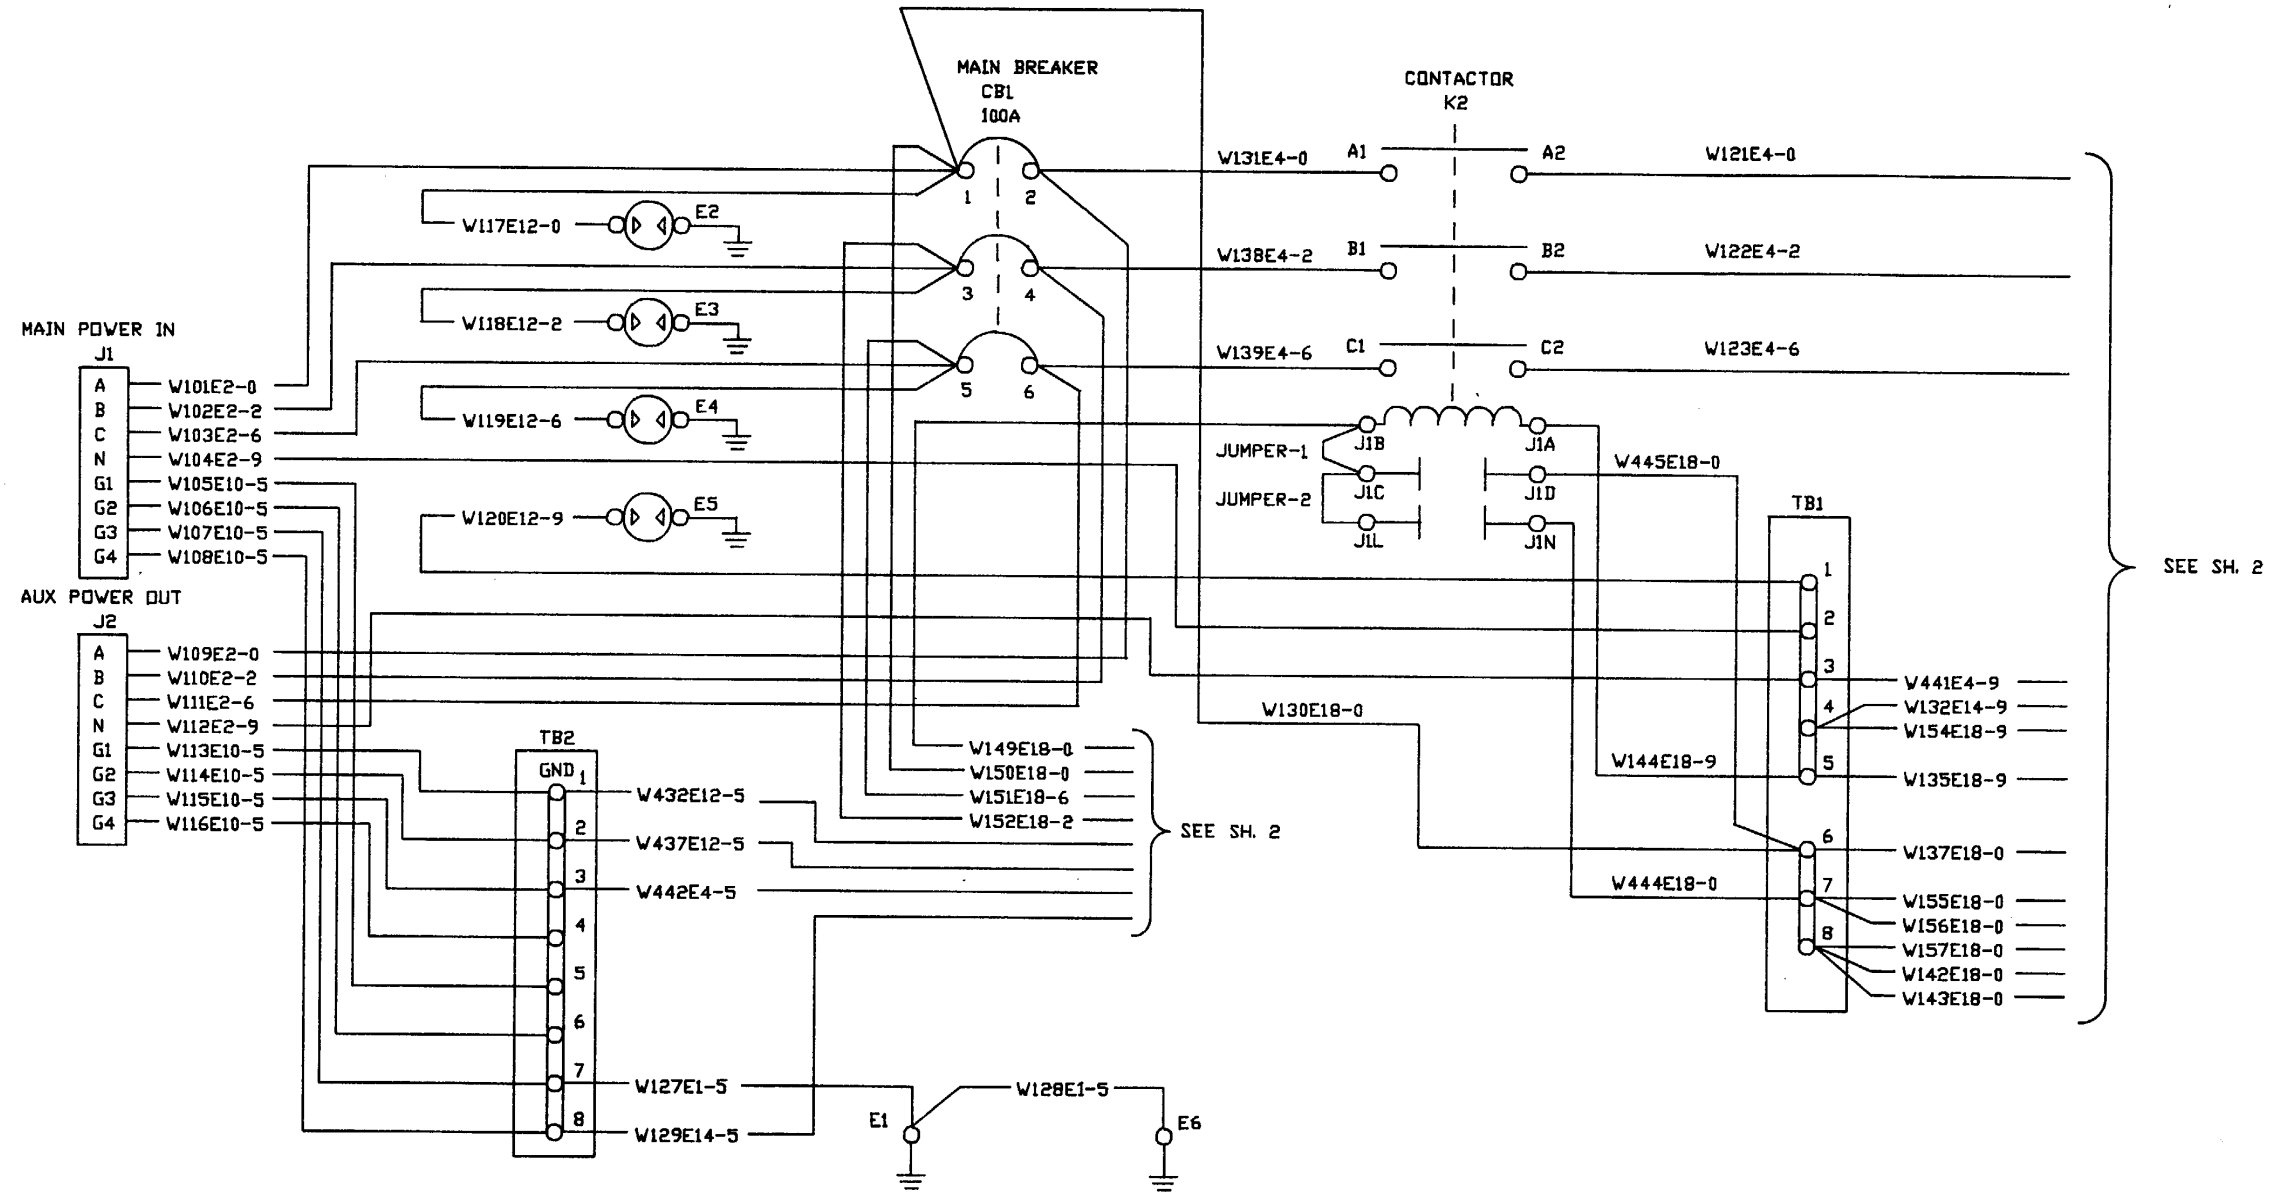 MAIN BREAKER
CB1
100A
CONTACTOR
K2
W131E4-0
A1
A2
W121E4-0
1
2
W117E12-0
E2
W138E4-2
B1
B2
W122E4-2
3
4
W118E12-2
E3
W139E4-6
C1
C2
W123E4-6
5
6
W119E12-6
E4
MAIN POWER IN
J1
A W101E2-0
B W102E2-2
C W103E2-6
N W104E2-9
G1 W105E10-5
G2 W106E10-5
G3 W107E10-5
G4 W108E10-5
W120E12-9
E5
JUMPER-1
J1B
J1A
JUMPER-2
J1C
J1D
J1L
J1N
W445E18-0
TB1
1
2
3
4
5
6
7
8
SEE SH. 2
AUX POWER OUT
J2
A W109E2-0
B W110E2-2
C W111E2-6
N W112E2-9
G1 W113E10-5
G2 W114E10-5
G3 W115E10-5
G4 W116E10-5
W441E4-9
W132E14-9
W154E18-9
W130E18-0
W144E18-9
W135E18-9
W137E18-0
W444E18-0
W155E18-0
W156E18-0
W157E18-0
W142E18-0
W143E18-0
W149E18-0
W150E18-0
W151E18-6
W152E18-2
SEE SH. 2
TB2
GND
1
2
3
4
5
6
7
8
W432E12-5
W437E12-5
W442E4-5
W127E1-5
W129E14-5
E1
W128E1-5
E6